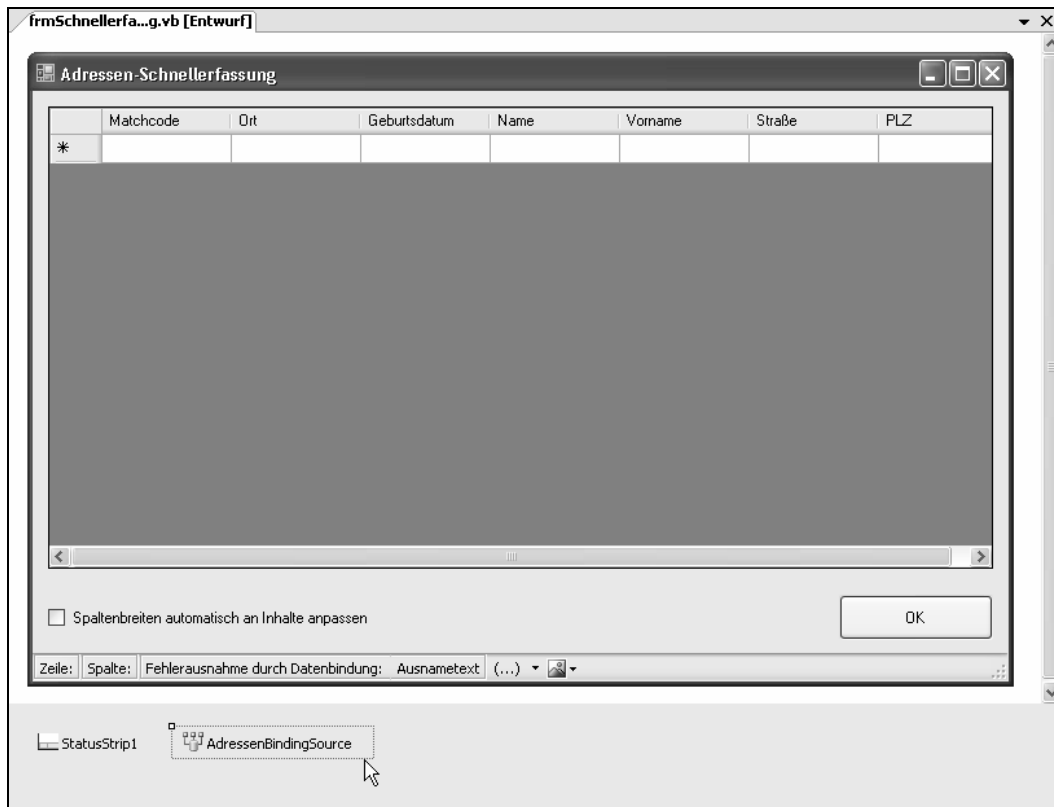 frmSchnellerfa...g.vb [Entwurf]
Adressen-Schnellerfassung
Matchcode Ort Geburtsdatum Name Vorname Straße PLZ
Spaltenbreiten automatisch an Inhalte anpassen OK
Zeile: Spalte: Fehlerausnahme durch Datenbindung: Ausnametext (...)
StatusStrip1 AdressenBindingSource